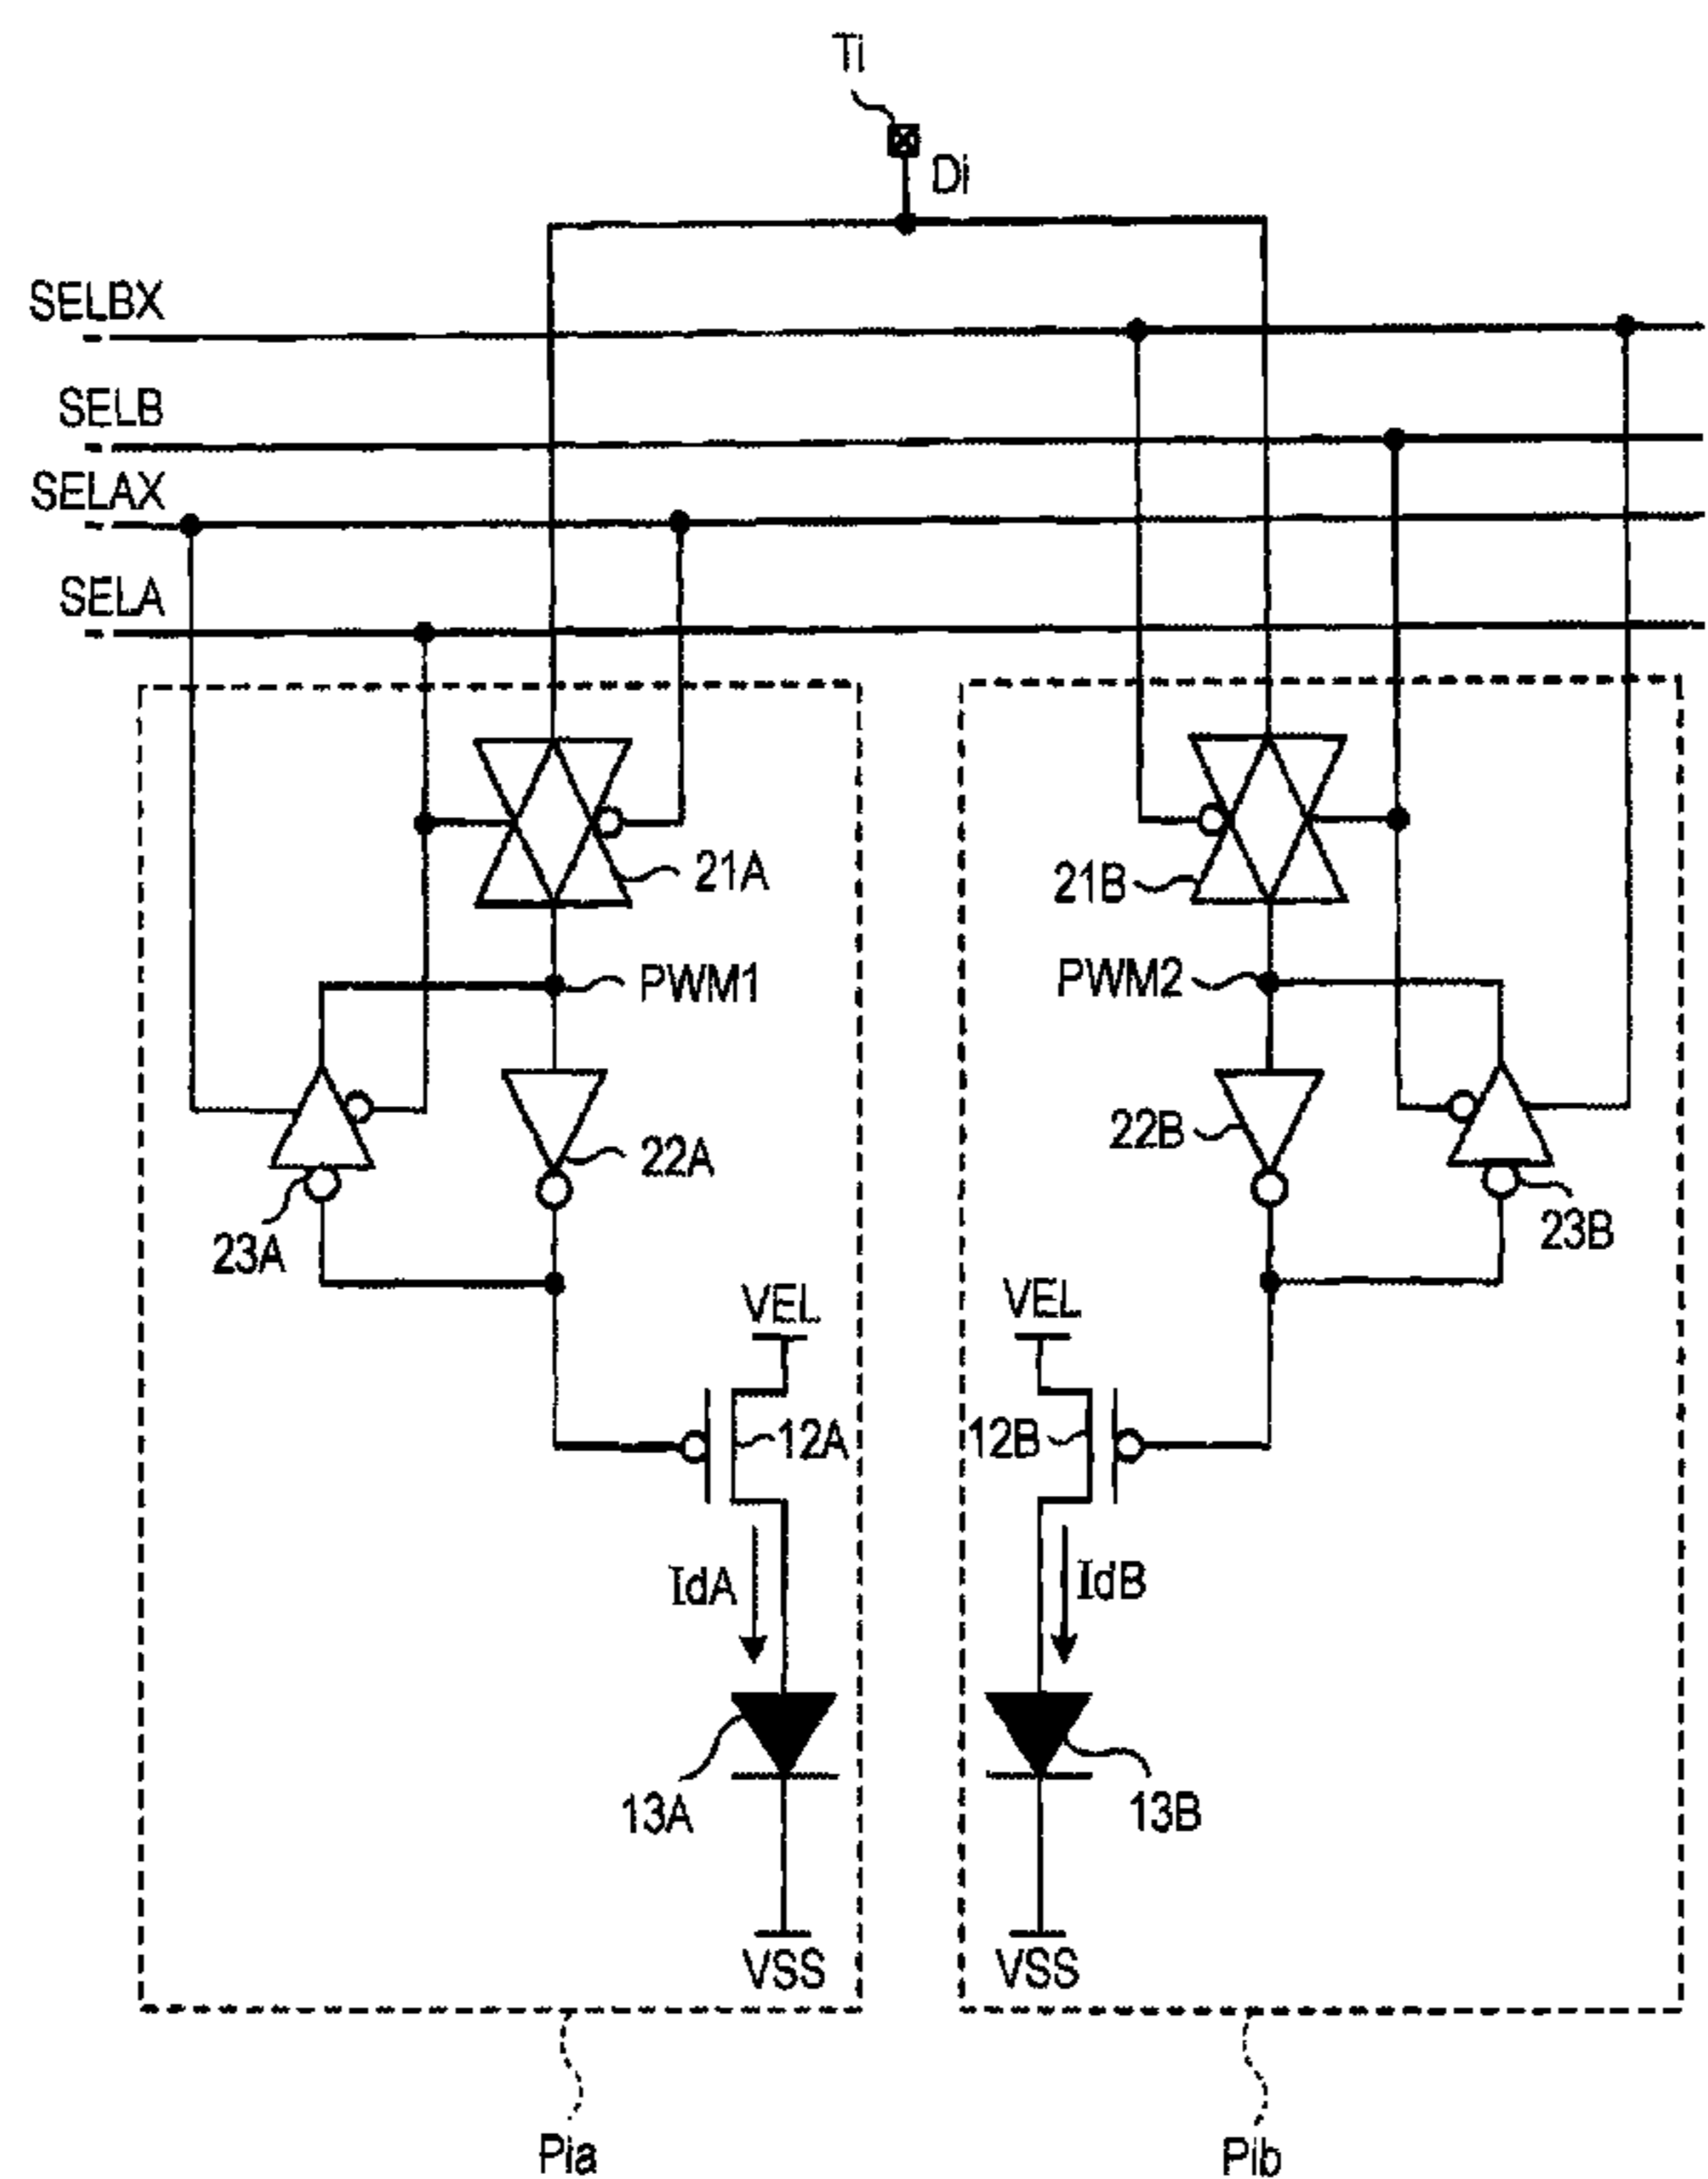 Ti
Di
SELBX
SELB
SELAX
SELA
21A
21B
PWM1
PWM2
22A
22B
23A
23B
VEL
VEL
12A
12B
IdA
IdB
13A
13B
VSS
VSS
Pia
Pib